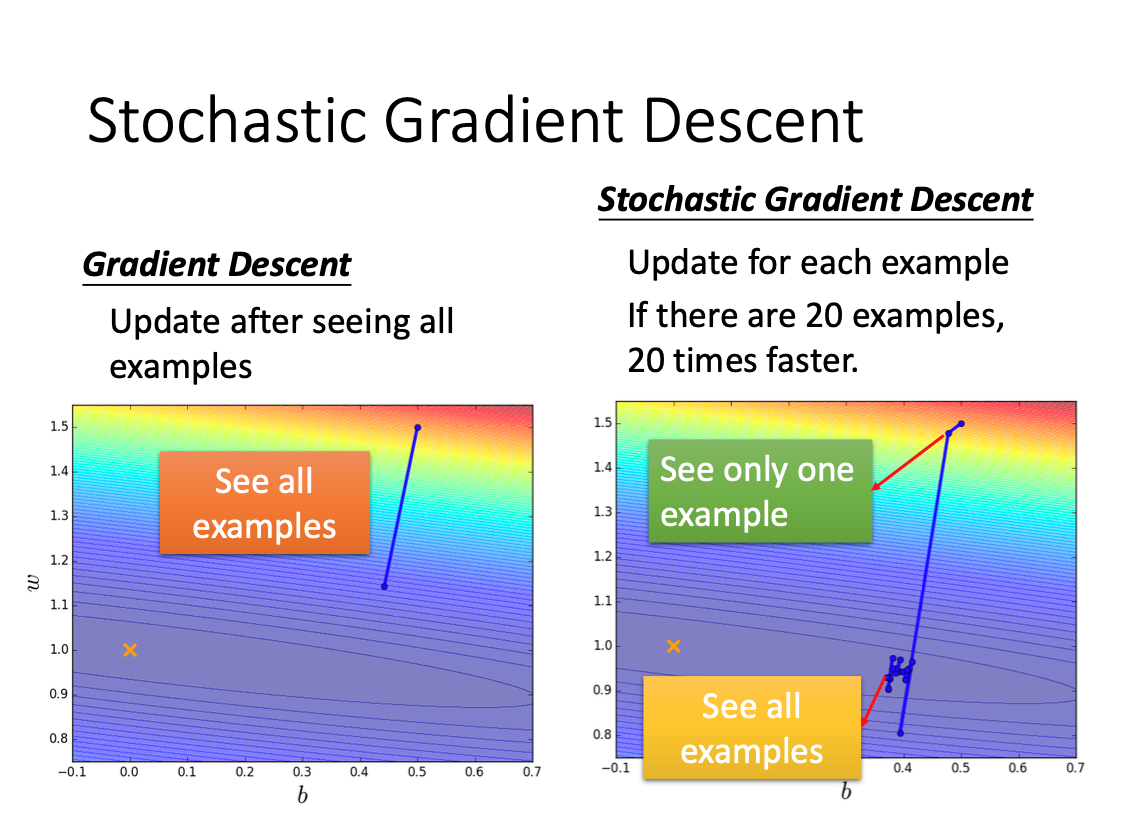 Stochastic Gradient Descent
Gradient Descent
Update after seeing all
examples
1.5
1.4
1.3
1.2
1.1
1.0
0.9
0.8
w
See all
examples
−0.1 0.0 0.1 0.2 0.3 0.4 0.5 0.6 0.7
b
Stochastic Gradient Descent
Update for each example
If there are 20 examples,
20 times faster.
1.5
1.4
1.3
1.2
1.1
1.0
0.9
0.8
See only one
example
See all
examples
−0.1 0.4 0.5 0.6 0.7
b